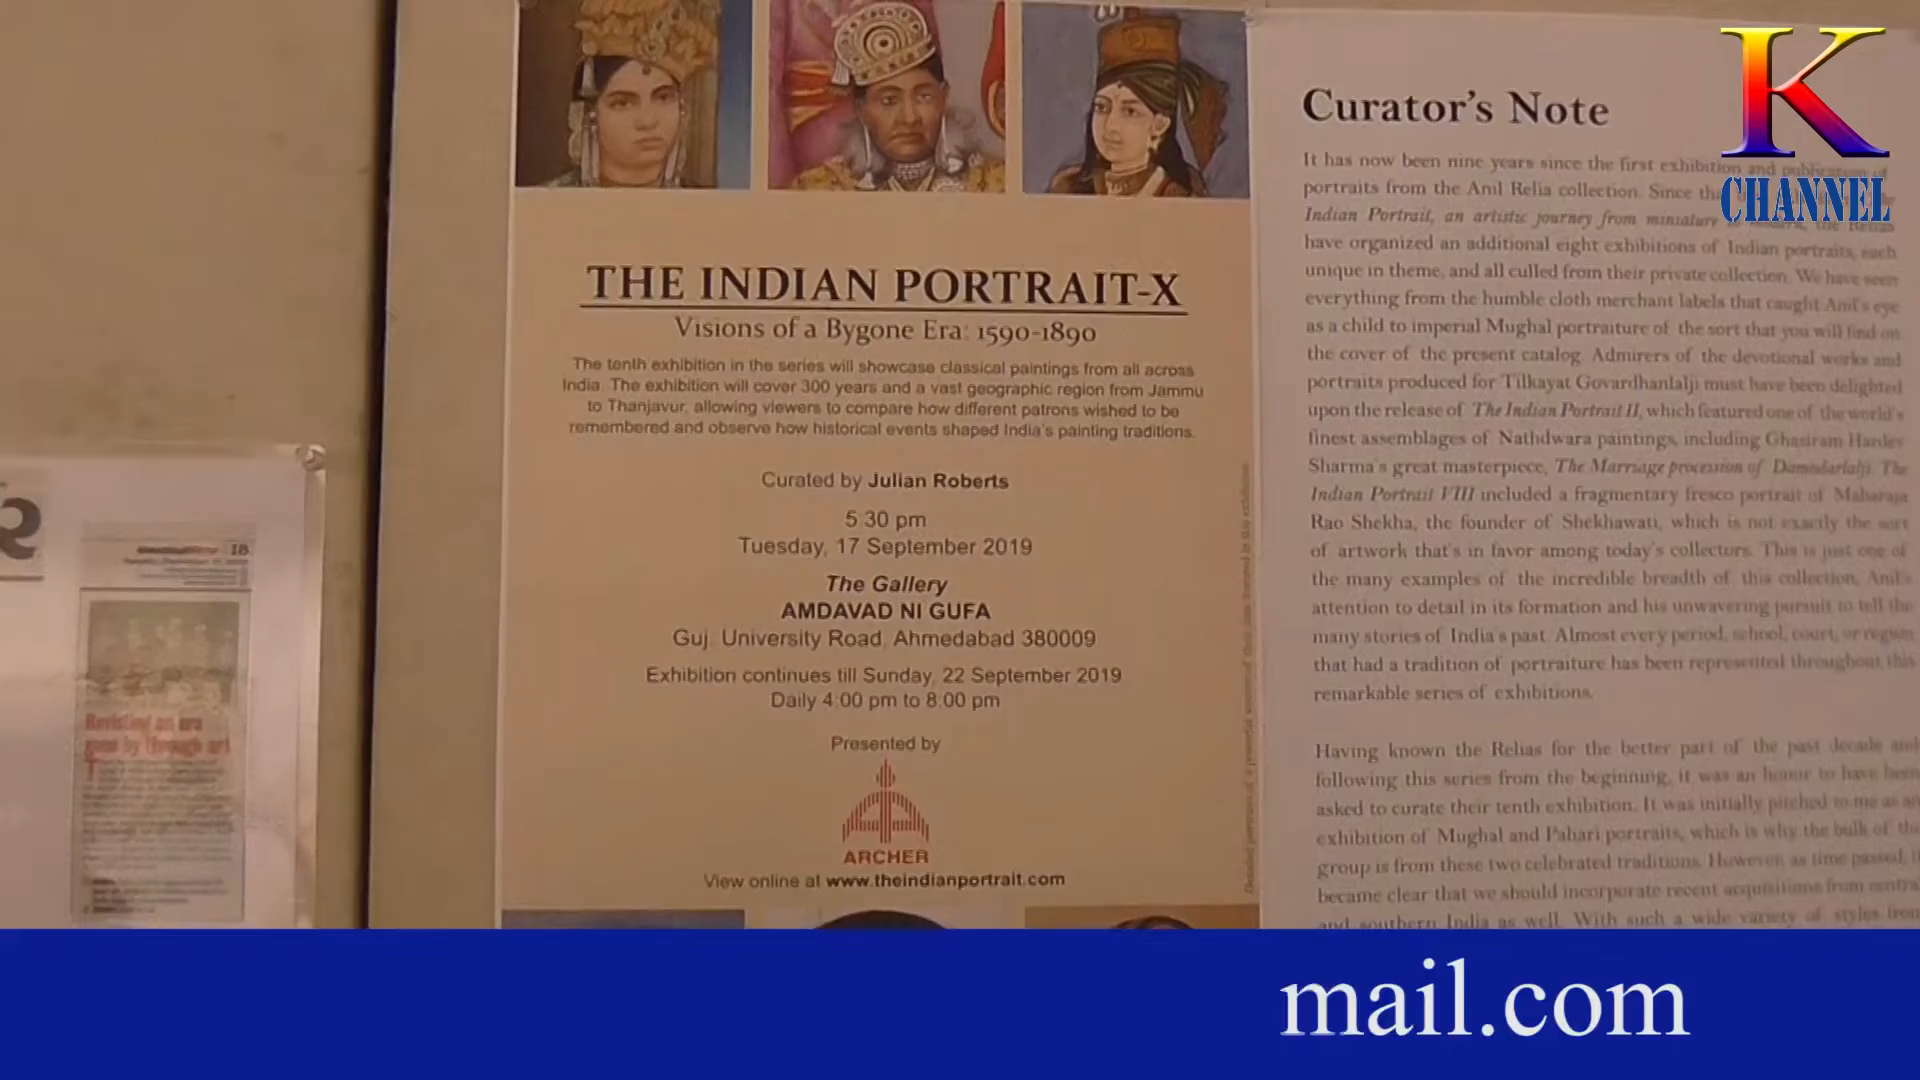 THE INDIAN PORTRAIT-X
Visions of a Bygone Era: 1590-1890
The tenth exhibition in the series will showcase classical paintings from all across
India. The exhibition will cover 300 years and a vast geographic region from Jammu
to Thanjavur, allowing viewers to compare how different patrons wished to be
remembered and observe how historical events shaped India's painting traditions.
Curated by Julian Roberts
5:30 pm
Tuesday, 17 September 2019
The Gallery
AMDAVAD NI GUFA
Guj. University Road, Ahmedabad 380009
Exhibition continues till Sunday, 22 September 2019
Daily 4:00 pm to 8:00 pm
Presented by
ARCHER
View online at www.theindianportrait.com
Curator's Note
It has now been nine years since the first exhibition and publication of
portraits from the Anil Relia collection. Since
Indian Portrait, an artistic journey from miniature to modern, the Relias
have organized an additional eight exhibitions of Indian portraits, each
unique in theme, and all culled from their private collection. We have seen
everything from the humble cloth merchant labels that caught Anil's eye
as a child to imperial Mughal portraiture of the sort that you will find on
the cover of the present catalog. Admirers of the devotional works and
portraits produced for Tilkayat Govardhanlalji must have been delighted
upon the release of The Indian Portrait II, which featured one of the world's
finest assemblages of Nathdwara paintings, including Ghasiram Hardev
Sharma's great masterpiece, The Marriage procession of Damodarlalji. The
Indian Portrait VIII included a fragmentary fresco portrait of Maharaja
Rao Shekha, the founder of Shekhawati, which is not exactly the sort
of artwork that's in favor among today's collectors. This is just one of
the many examples of the incredible breadth of this collection, Anil's
attention to detail in its formation and his unwavering pursuit to tell the
many stories of India's past. Almost every period, school, court, or region
that had a tradition of portraiture has been represented throughout this
remarkable series of exhibitions.
Having known the Relias for the better part of the past decade and
following this series from the beginning, it was an honor to have been
asked to curate their tenth exhibition. It was initially pitched to me as an
exhibition of Mughal and Pahari portraits, which is why the bulk of the
group is from these two celebrated traditions. However, as time passed, it
became clear that we should incorporate recent acquisitions from central
and southern India as well. With such a wide variety of styles from
K
CHANNEL
18
Revisiting an era
gone by through art
૨
mail.com